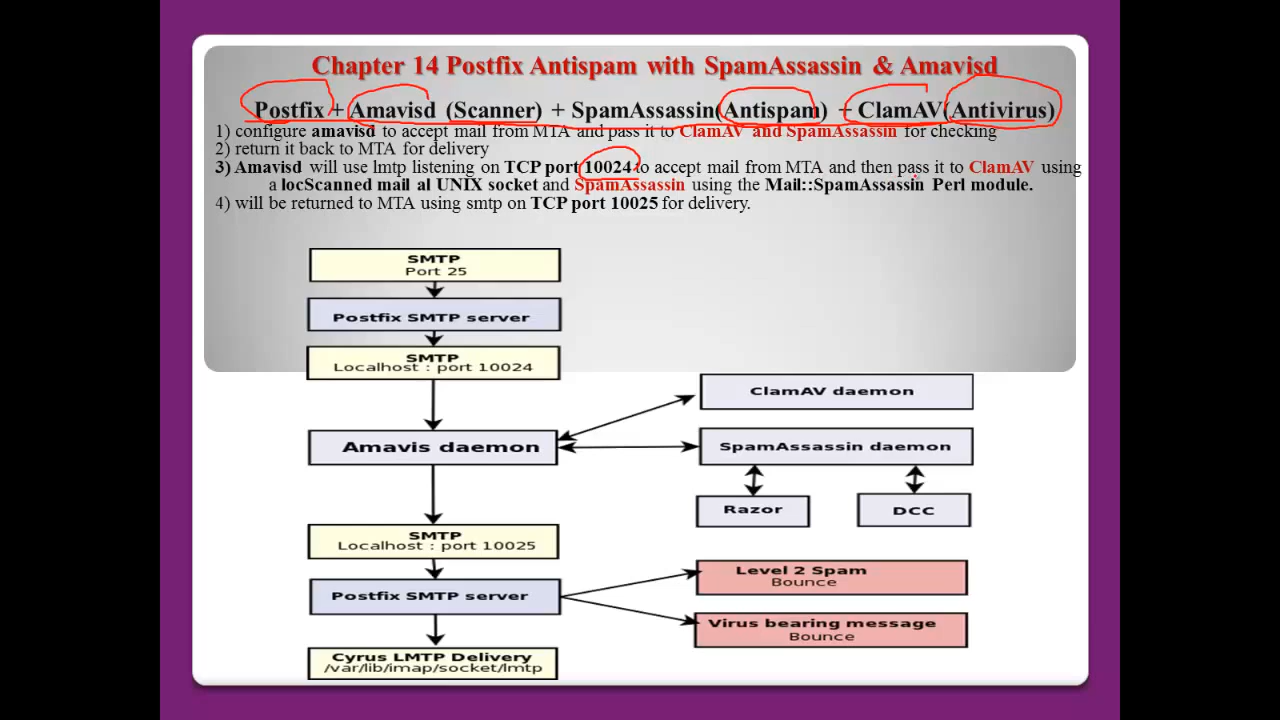 Chapter 14 Postfix Antispam with SpamAssassin & Amavisd
Postfix + Amavisd (Scanner) + SpamAssassin(Antispam) + ClamAV(Antivirus)
1) configure amavisd to accept mail from MTA and pass it to ClamAV and SpamAssassin for checking
2) return it back to MTA for delivery
3) Amavisd will use lmtp listening on TCP port 10024 to accept mail from MTA and then pass it to ClamAV using
a locScanned mail al UNIX socket and SpamAssassin using the Mail::SpamAssassin Perl module.
4) will be returned to MTA using smtp on TCP port 10025 for delivery.
SMTP
Port 25
Postfix SMTP server
SMTP
Localhost : port 10024
ClamAV daemon
Amavis daemon
SpamAssassin daemon
Razor
DCC
SMTP
Localhost : port 10025
Level 2 Spam
Bounce
Postfix SMTP server
Virus bearing message
Bounce
Cyrus LMTP Delivery
/var/lib/imap/socket/lmtp